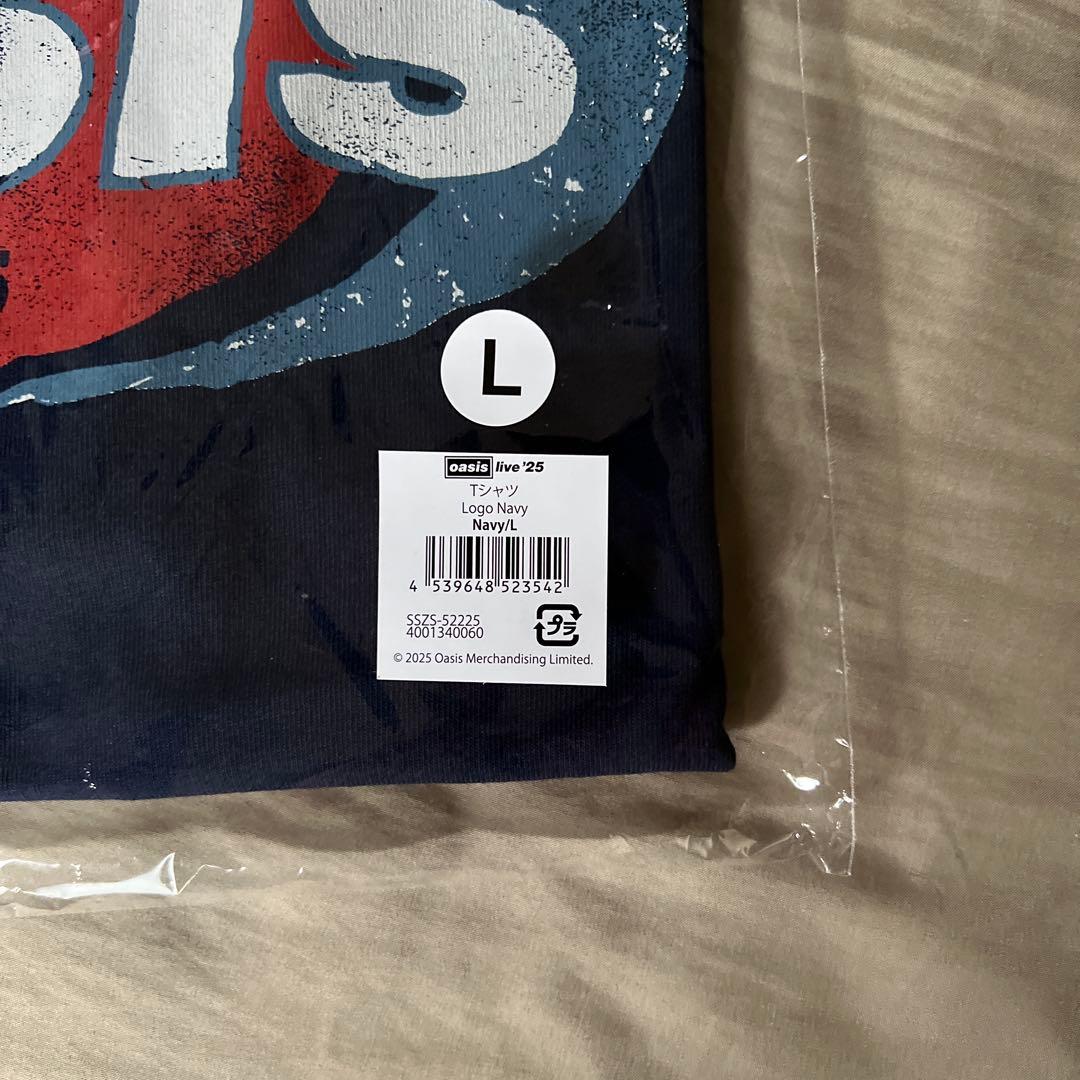 SIS
L
oasis live '25
Tシャツ
Logo Navy
Navy/L
4 539648 523542
SSZS-52225
4001340060
プラ
© 2025 Oasis Merchandising Limited.